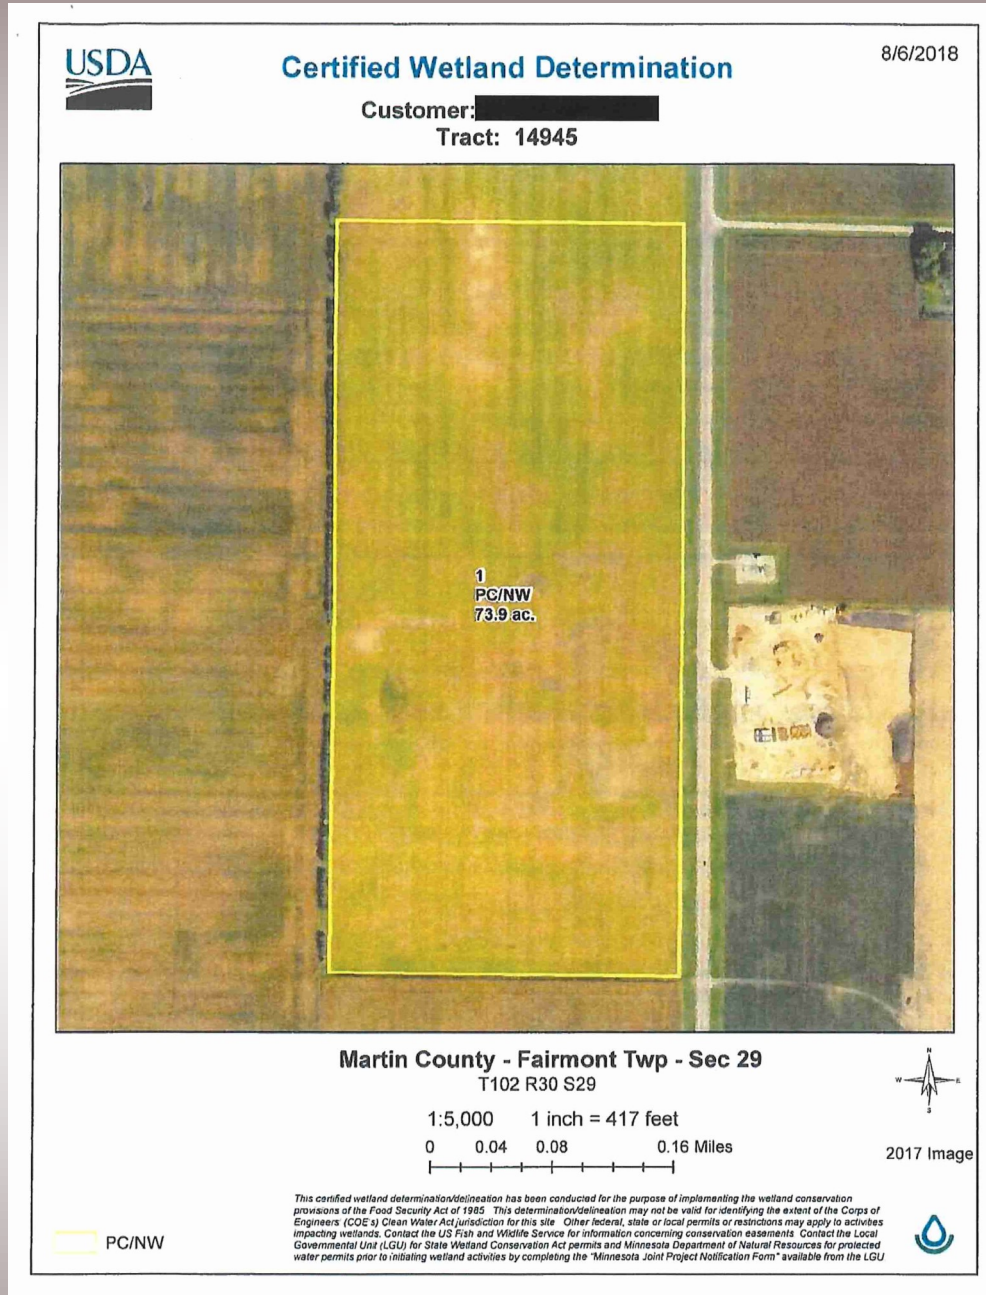 USDA
Certified Wetland Determination
8/6/2018
Customer:
Tract: 14945
1
PC/NW
73.9 ac.
Martin County - Fairmont Twp - Sec 29
T102 R30 S29
1:5,000 1 inch = 417 feet
0 0.04 0.08 0.16 Miles
N
W E
S
2017 Image
PC/NW
This certified wetland determination/delineation has been conducted for the purpose of implementing the wetland conservation
provisions of the Food Security Act of 1985 This determination/delineation may not be valid for identifying the extent of the Corps of
Engineers (COE's) Clean Water Act jurisdiction for this site Other federal, state or local permits or restrictions may apply to activities
impacting wetlands. Contact the US Fish and Wildlife Service for information concerning conservation easements Contact the Local
Governmental Unit (LGU) for State Wetland Conservation Act permits and Minnesota Department of Natural Resources for protected
water permits prior to initiating wetland activities by completing the "Minnesota Joint Project Notification Form" available from the LGU